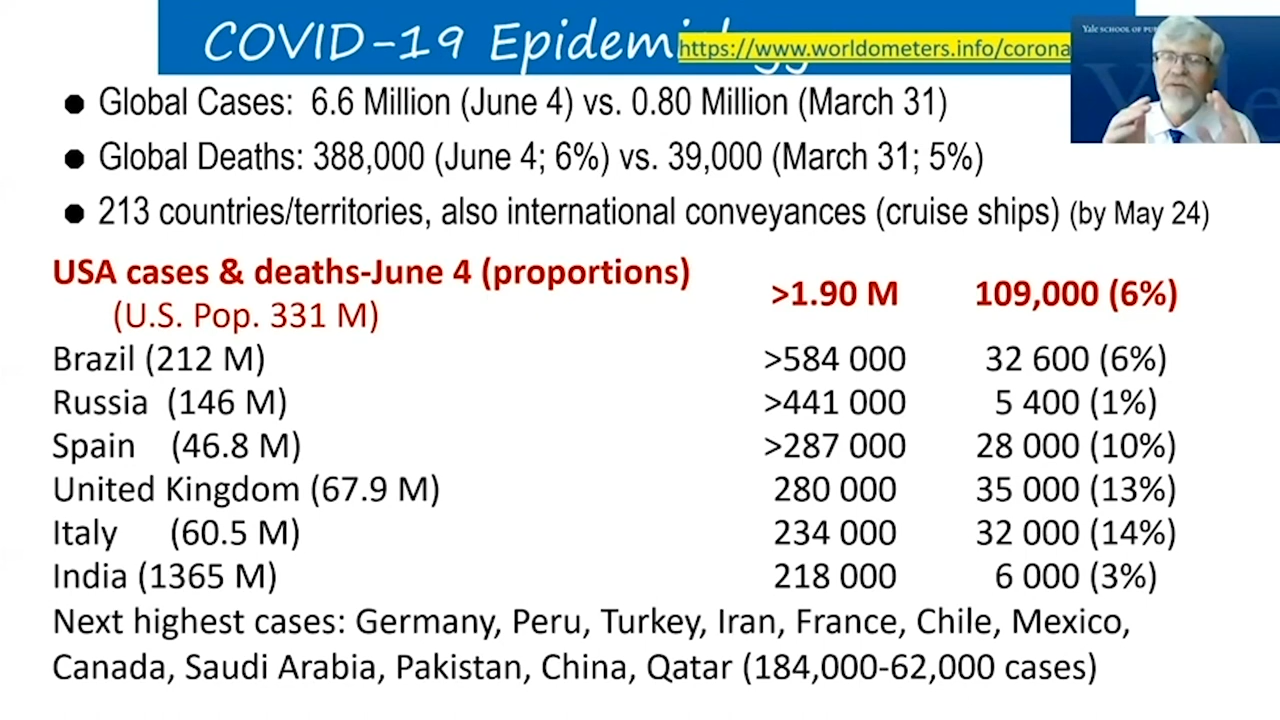 COVID-19
https://www.worldometers.info/corona
Yale SCHOOL OF
● Global Cases: 6.6 Million (June 4) vs. 0.80 Million (March 31)
● Global Deaths: 388,000 (June 4; 6%) vs. 39,000 (March 31; 5%)
● 213 countries/territories, also international conveyances (cruise ships) (by May 24)
USA cases & deaths-June 4 (proportions) >1.90 M 109,000 (6%)
(U.S. Pop. 331 M)
Brazil (212 M) >584 000 32 600 (6%)
Russia (146 M) >441 000 5 400 (1%)
Spain (46.8 M) >287 000 28 000 (10%)
United Kingdom (67.9 M) 280 000 35 000 (13%)
Italy (60.5 M) 234 000 32 000 (14%)
India (1365 M) 218 000 6 000 (3%)
Next highest cases: Germany, Peru, Turkey, Iran, France, Chile, Mexico,
Canada, Saudi Arabia, Pakistan, China, Qatar (184,000-62,000 cases)